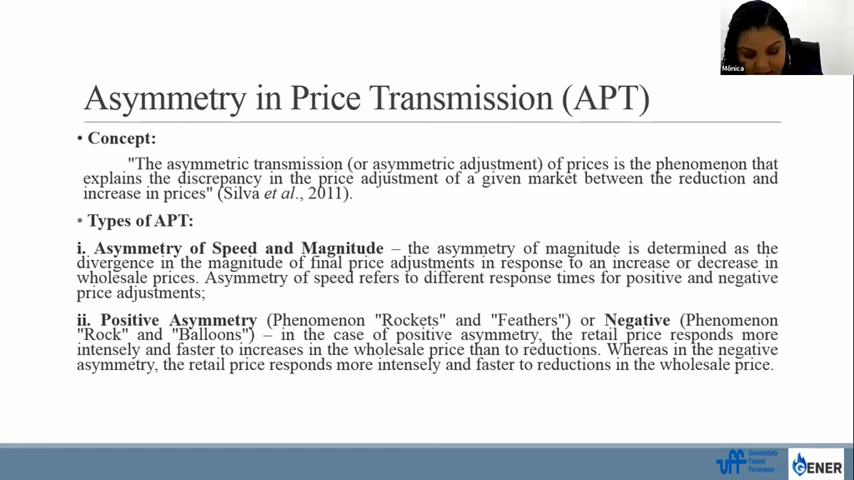 Mônica
Asymmetry in Price Transmission (APT)
• Concept:
"The asymmetric transmission (or asymmetric adjustment) of prices is the phenomenon that
explains the discrepancy in the price adjustment of a given market between the reduction and
increase in prices" (Silva et al., 2011).
• Types of APT:
i. Asymmetry of Speed and Magnitude – the asymmetry of magnitude is determined as the
divergence in the magnitude of final price adjustments in response to an increase or decrease in
wholesale prices. Asymmetry of speed refers to different response times for positive and negative
price adjustments;
ii. Positive Asymmetry (Phenomenon "Rockets" and "Feathers") or Negative (Phenomenon
"Rock" and "Balloons") – in the case of positive asymmetry, the retail price responds more
intensely and faster to increases in the wholesale price than to reductions. Whereas in the negative
asymmetry, the retail price responds more intensely and faster to reductions in the wholesale price.
uff
Universidade
Federal
Fluminense
GENER